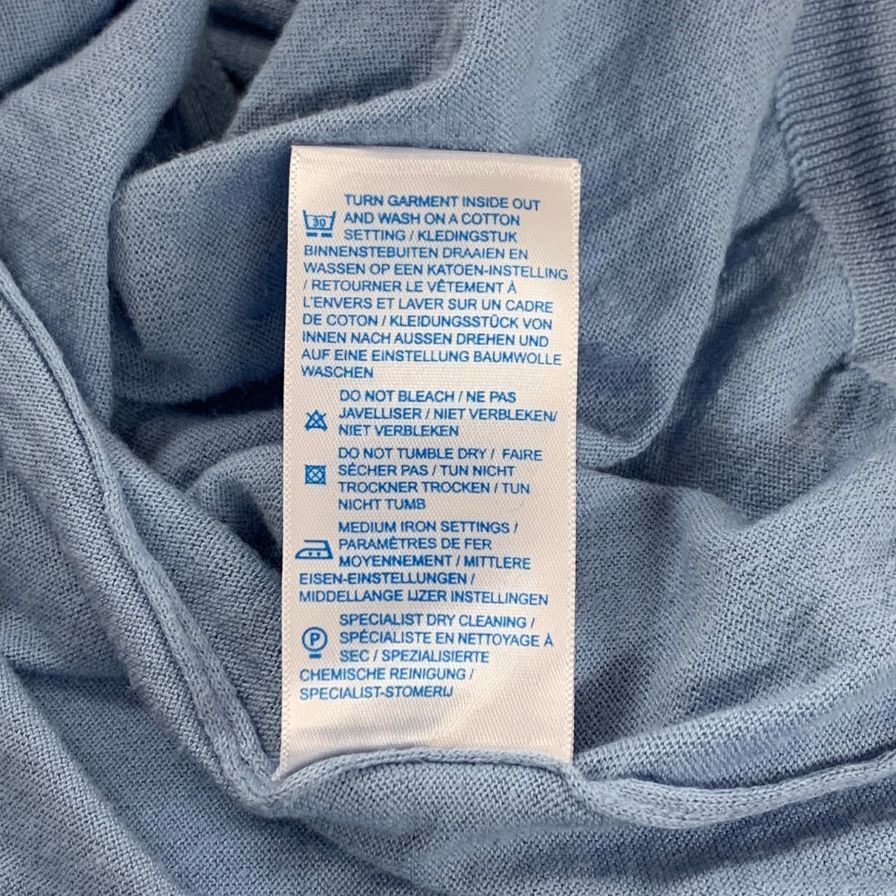 TURN GARMENT INSIDE OUT
30 AND WASH ON A COTTON
SETTING / KLEDINGSTUK
BINNENSTEBUITEN DRAAIEN EN
WASSEN OP EEN KATOEN-INSTELLING
/ RETOURNER LE VÊTEMENT À
L'ENVERS ET LAVER SUR UN CADRE
DE COTON / KLEIDUNGSSTÜCK VON
INNEN NACH AUSSEN DREHEN UND
AUF EINE EINSTELLUNG BAUMWOLLE
WASCHEN
DO NOT BLEACH / NE PAS
JAVELLISER / NIET VERBLEKEN/
NIET VERBLEKEN
DO NOT TUMBLE DRY / FAIRE
SÉCHER PAS / TUN NICHT
TROCKNER TROCKEN / TUN
NICHT TUMB
MEDIUM IRON SETTINGS /
PARAMÈTRES DE FER
MOYENNEMENT / MITTLERE
EISEN-EINSTELLUNGEN /
MIDDELLANGE IJZER INSTELLINGEN
SPECIALIST DRY CLEANING /
P SPÉCIALISTE EN NETTOYAGE À
SEC / SPEZIALISIERTE
CHEMISCHE REINIGUNG /
SPECIALIST-STOMERIJ